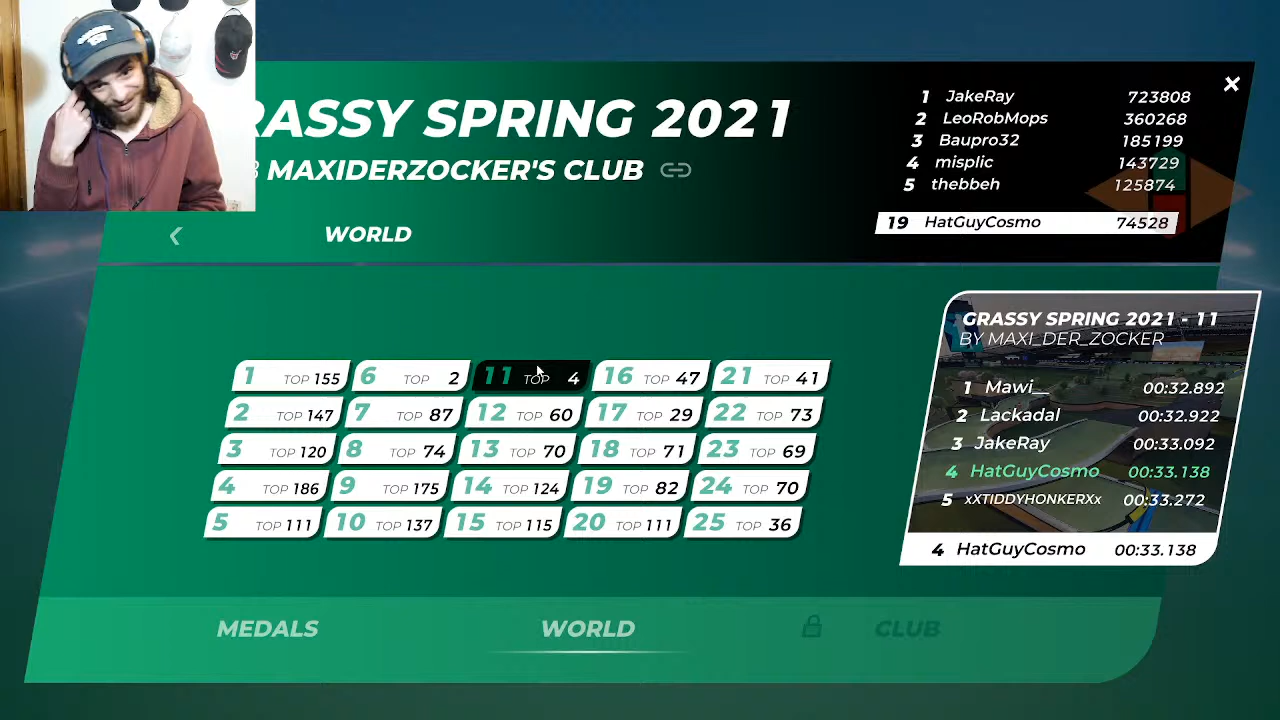 RASSY SPRING 2021
B MAXIDERZOCKER'S CLUB
1 JakeRay 723808
2 LeoRobMops 360268
3 Baupro32 185199
4 misplic 143729
5 thebbeh 125874
19 HatGuyCosmo 74528
WORLD
1 TOP 155 6 TOP 2 11 TOP 4 16 TOP 47 21 TOP 41
2 TOP 147 7 TOP 87 12 TOP 60 17 TOP 29 22 TOP 73
3 TOP 120 8 TOP 74 13 TOP 70 18 TOP 71 23 TOP 69
4 TOP 186 9 TOP 175 14 TOP 124 19 TOP 82 24 TOP 70
5 TOP 111 10 TOP 137 15 TOP 115 20 TOP 111 25 TOP 36
GRASSY SPRING 2021 - 11
BY MAXI_DER_ZOCKER
1 Mawi__ 00:32.892
2 Lackadal 00:32.922
3 JakeRay 00:33.092
4 HatGuyCosmo 00:33.138
5 xXTIDDYHONKERXx 00:33.272
4 HatGuyCosmo 00:33.138
MEDALS WORLD CLUB